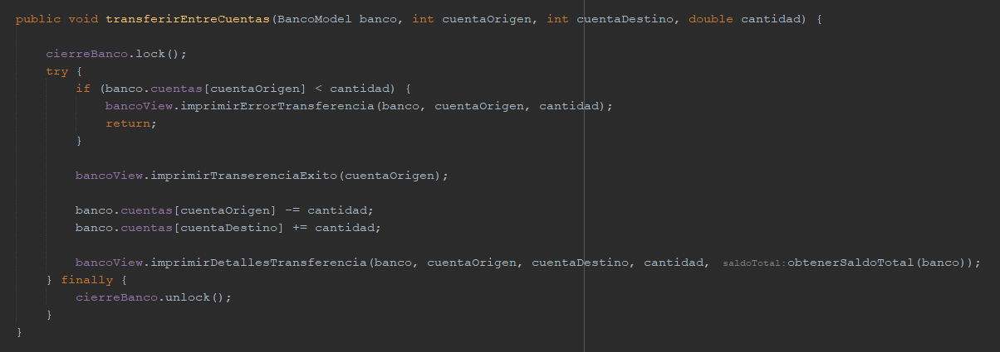 public void transferirEntreCuentas(BancoModel banco, int cuentaOrigen, int cuentaDestino, double cantidad) {
cierreBanco.lock();
try {
if (banco.cuentas[cuentaOrigen] < cantidad) {
bancoView.imprimirErrorTransferencia(banco, cuentaOrigen, cantidad);
return;
}
bancoView.imprimirTranserenciaExito(cuentaOrigen);
banco.cuentas[cuentaOrigen] -= cantidad;
banco.cuentas[cuentaDestino] += cantidad;
bancoView.imprimirDetallesTransferencia(banco, cuentaOrigen, cuentaDestino, cantidad, saldoTotal:obtenerSaldoTotal(banco));
} finally {
cierreBanco.unlock();
}
}